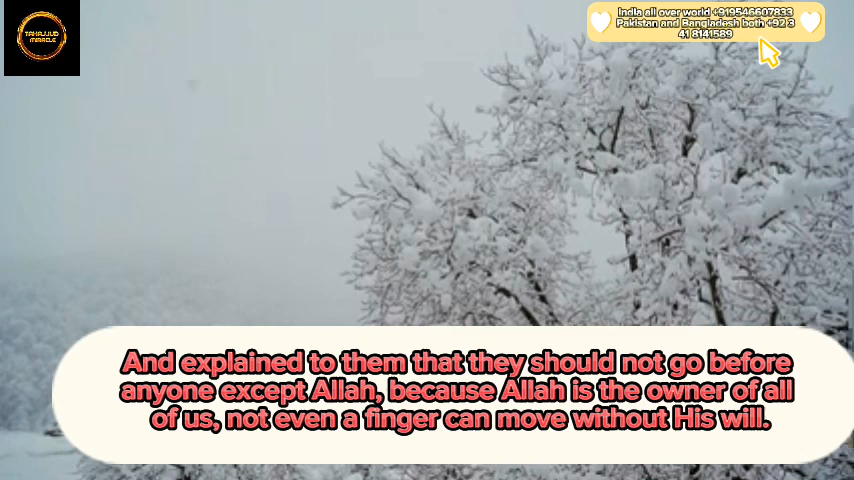 TAHAJJUD
MIRACLE
India all over world +919546607833
Pakistan and Bangladesh both +92 3
41 8141589
And explained to them that they should not go before
anyone except Allah, because Allah is the owner of all
of us, not even a finger can move without His will.